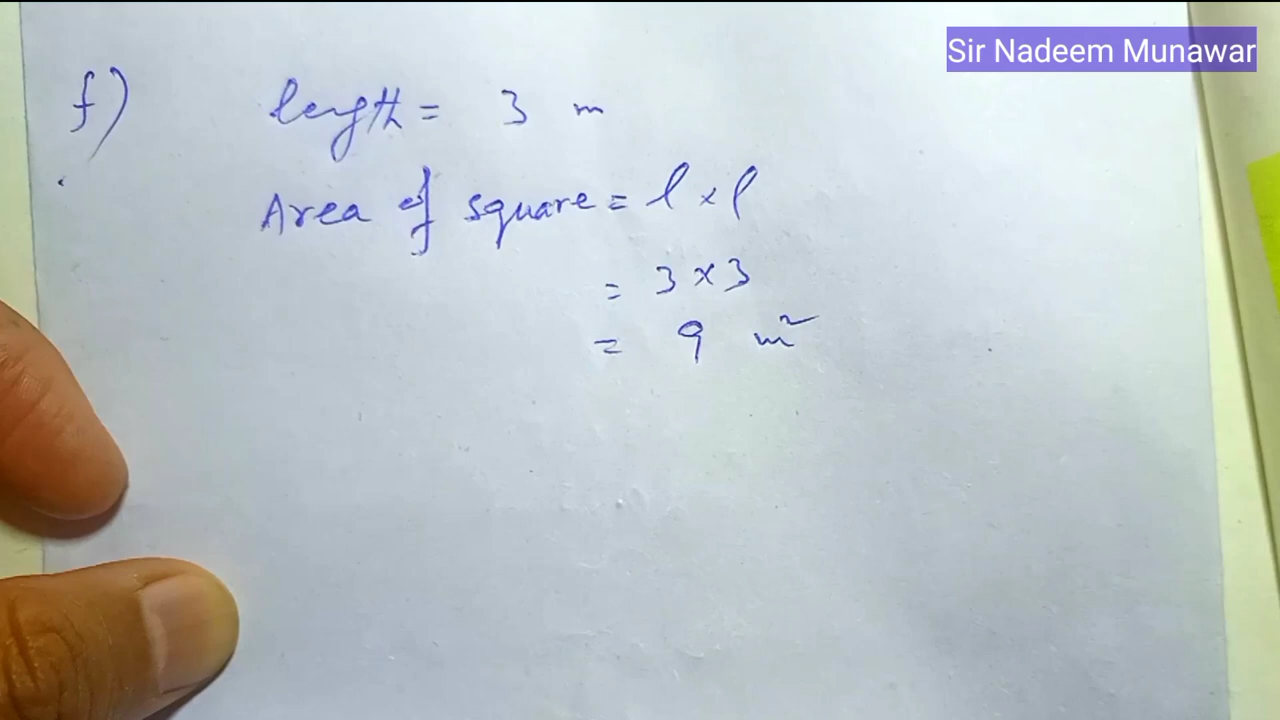 Sir Nadeem Munawar
f) length = 3 m
Area of square = l × l
= 3 × 3
= 9 m²